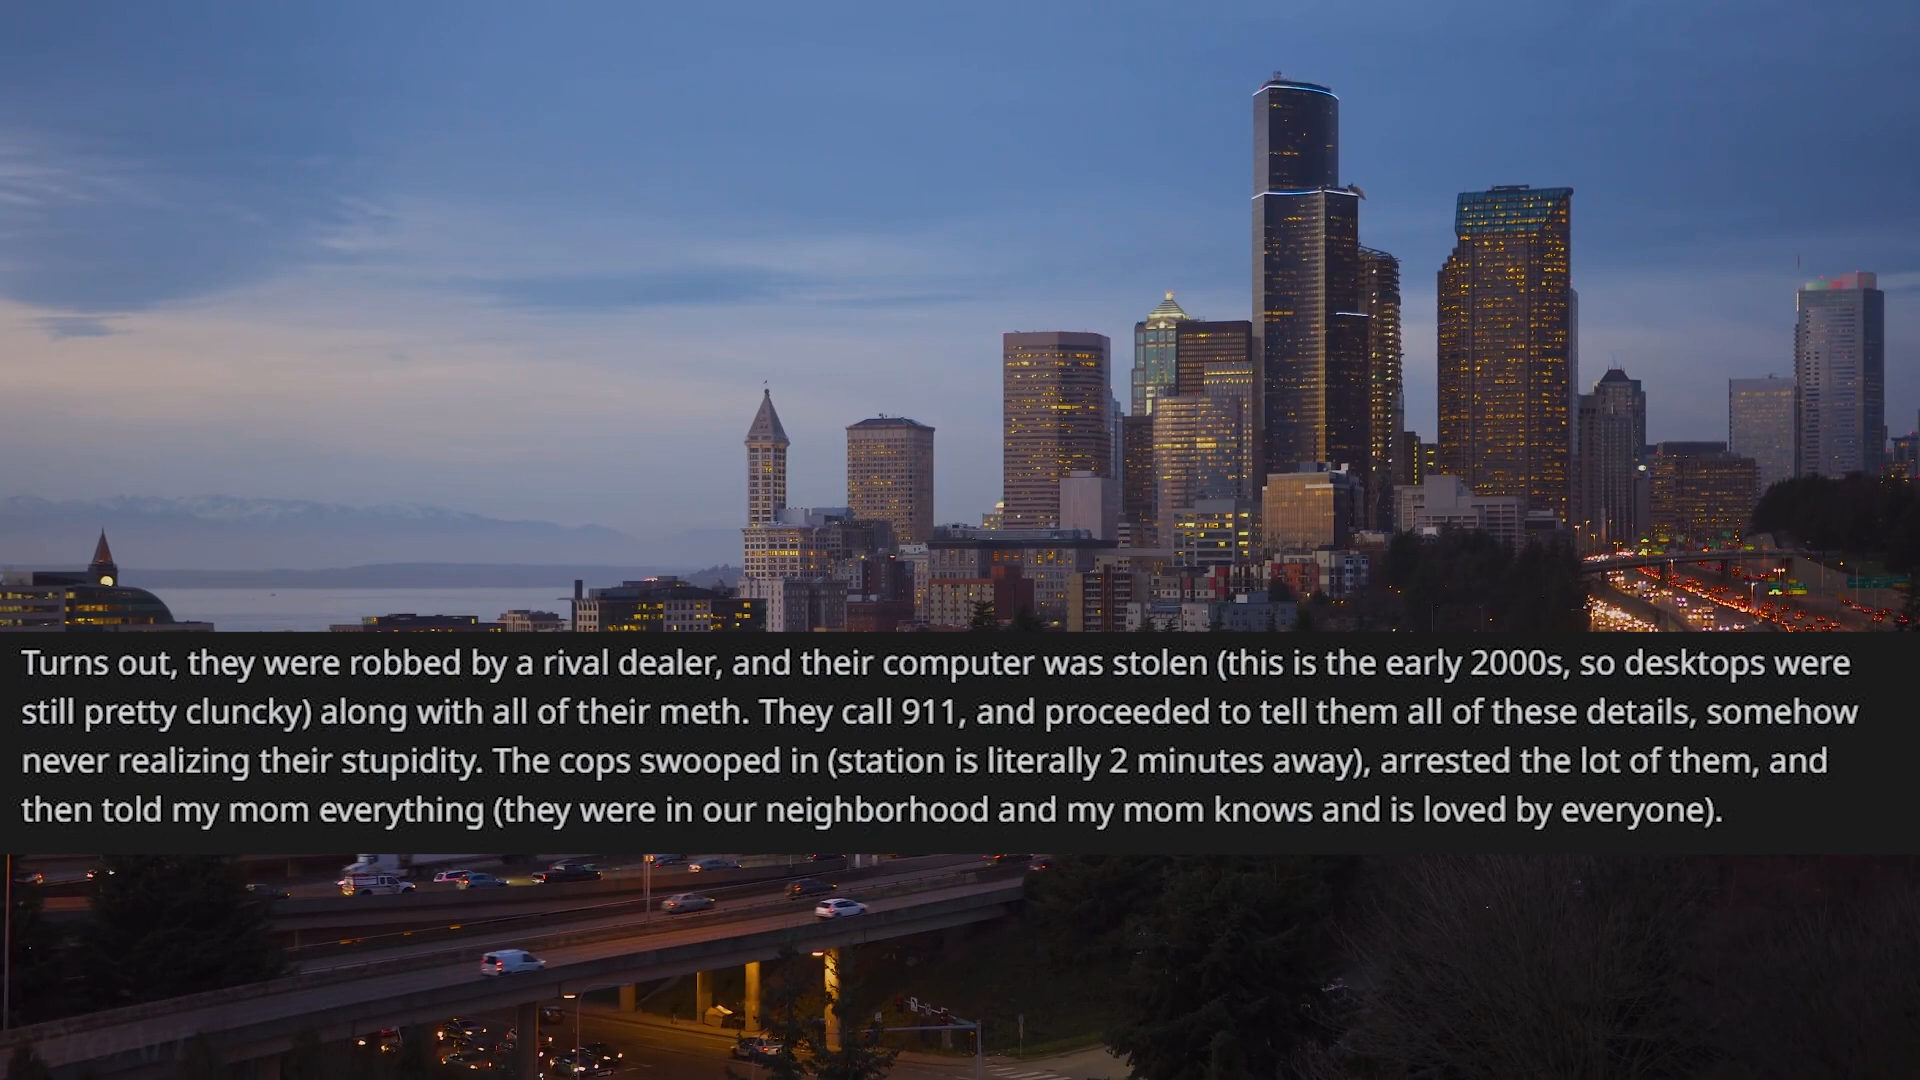 Turns out, they were robbed by a rival dealer, and their computer was stolen (this is the early 2000s, so desktops were
still pretty cluncky) along with all of their meth. They call 911, and proceeded to tell them all of these details, somehow
never realizing their stupidity. The cops swooped in (station is literally 2 minutes away), arrested the lot of them, and
then told my mom everything (they were in our neighborhood and my mom knows and is loved by everyone).